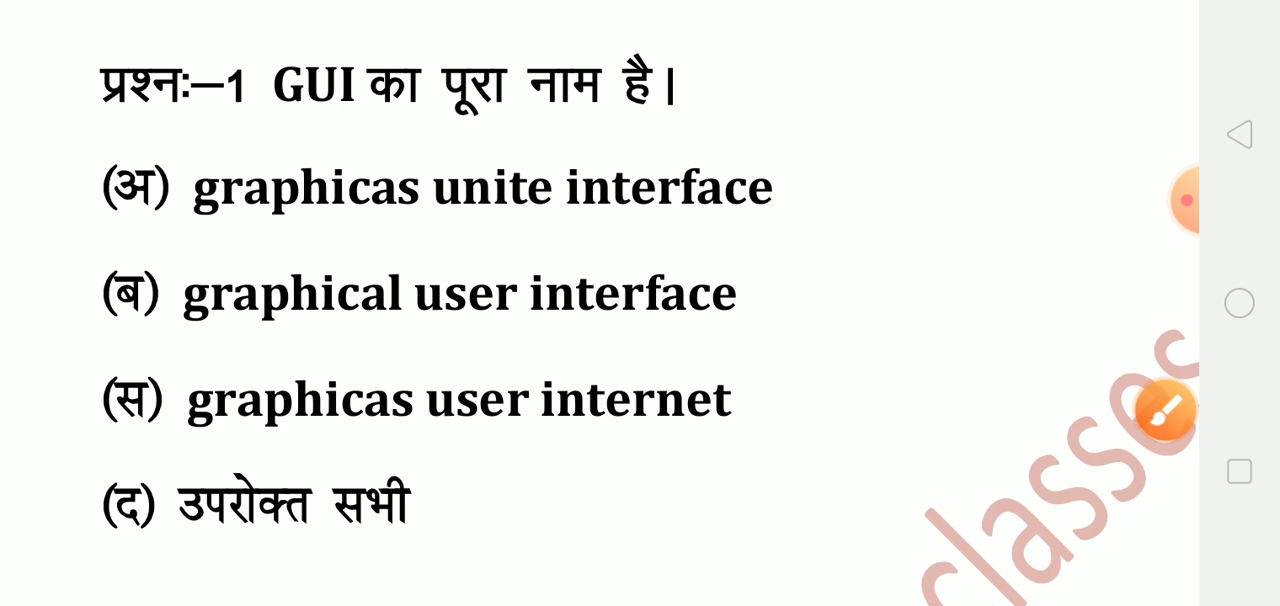 प्रश्नः–1 GUI का पूरा नाम है।
(अ) graphicas unite interface
(ब) graphical user interface
(स) graphicas user internet
(द) उपरोक्त सभी
classes